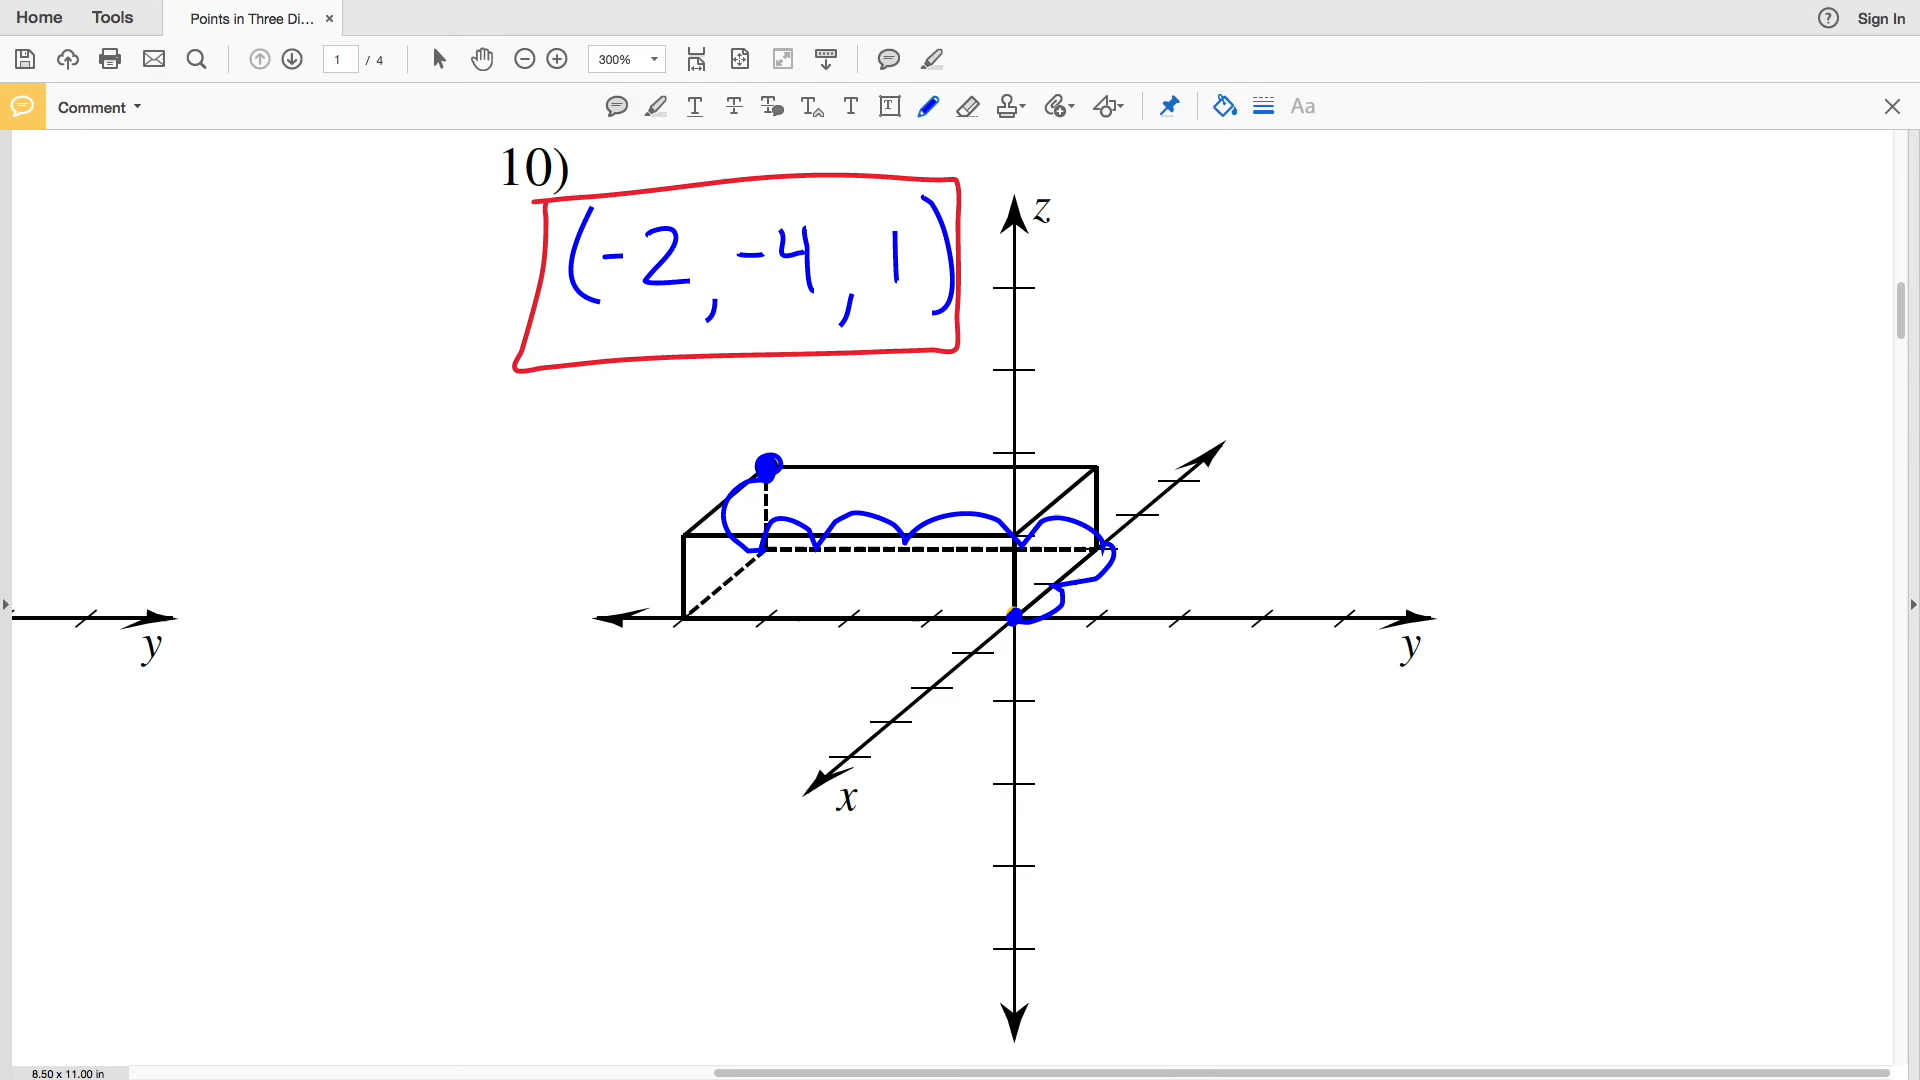 Home Tools Points in Three Di... × ? Sign In
1 / 4 300%
Comment T T T T T T Aa
10)
(-2, -4, 1)
z
y y
x
8.50 x 11.00 in